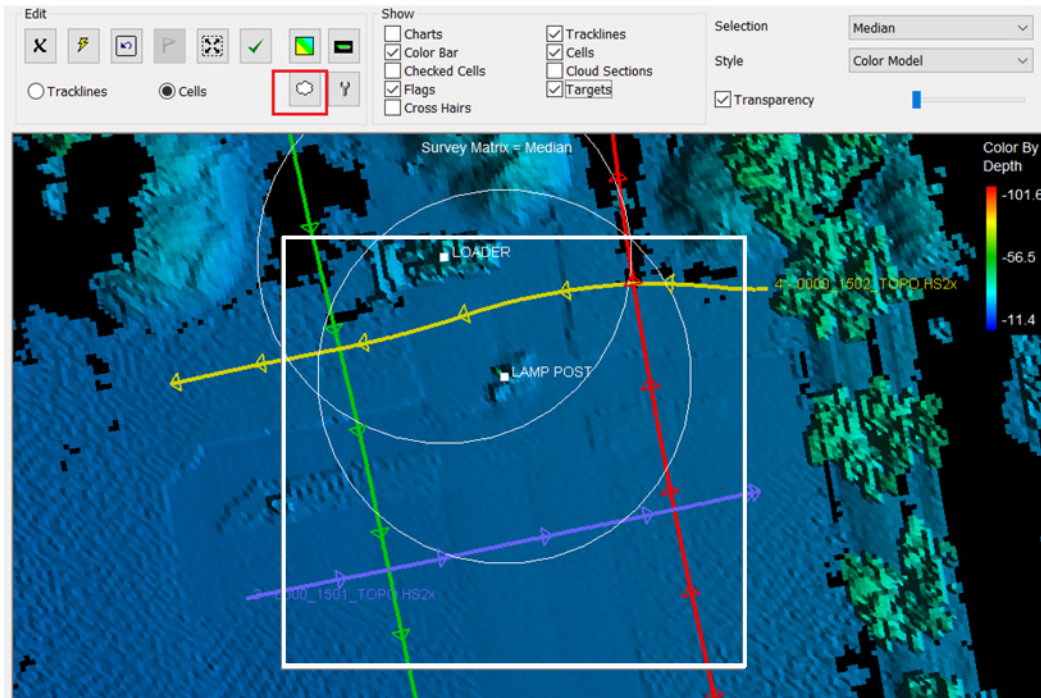 Edit
Tracklines
Cells
Show
Charts
Color Bar
Checked Cells
Flags
Cross Hairs
Tracklines
Cells
Cloud Sections
Targets
Selection
Median
Style
Color Model
Transparency
Survey Matrix = Median
Color By
Depth
-101.6
-56.5
-11.4
LOADER
4 - 0000_1502_TOPO.HS2x
LAMP POST
3 - 0000_1501_TOPO.HS2x